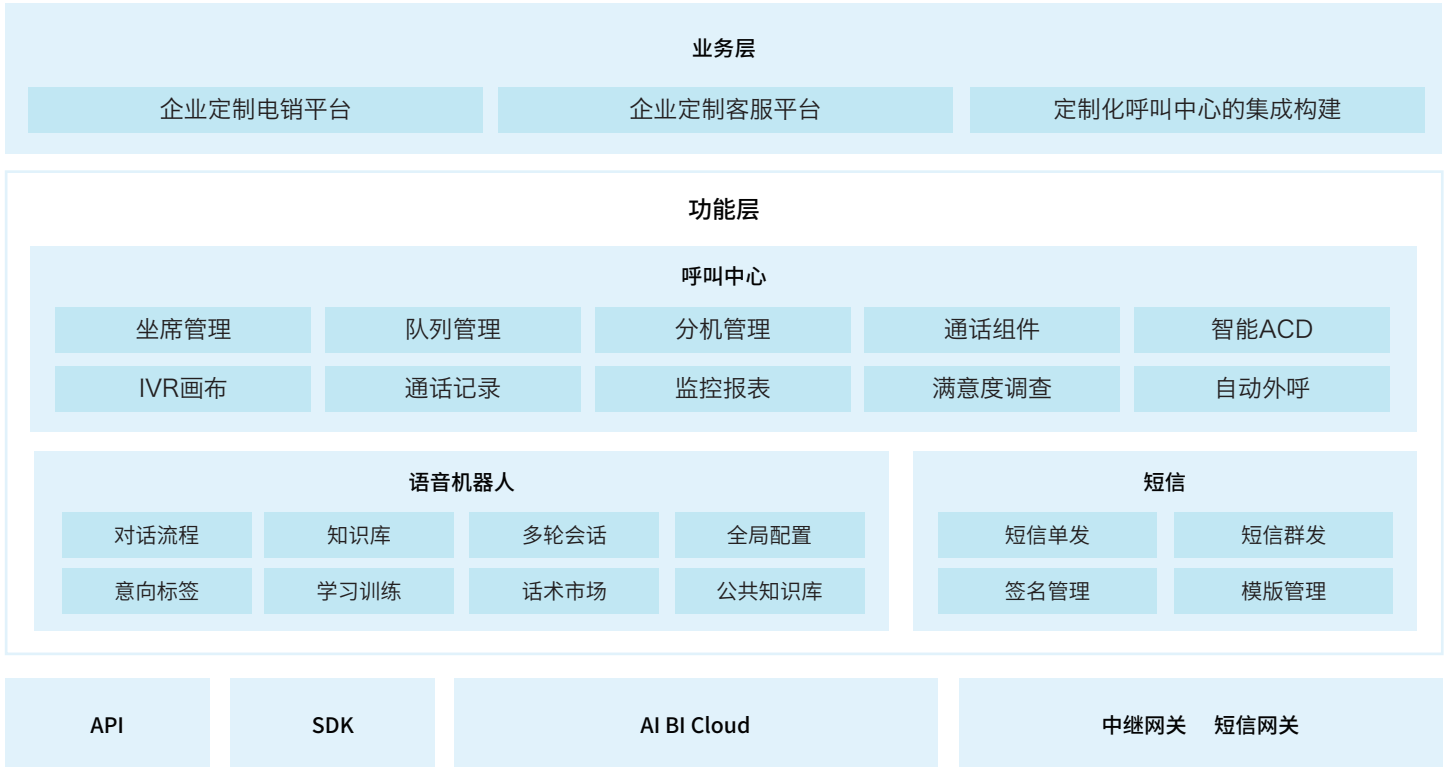 业务层
企业定制电销平台 企业定制客服平台 定制化呼叫中心的集成构建
功能层
呼叫中心
坐席管理 队列管理 分机管理 通话组件 智能ACD
IVR画布 通话记录 监控报表 满意度调查 自动外呼
语音机器人
对话流程 知识库 多轮会话 全局配置
意向标签 学习训练 话术市场 公共知识库
短信
短信单发 短信群发
签名管理 模版管理
API SDK AI BI Cloud 中继网关 短信网关